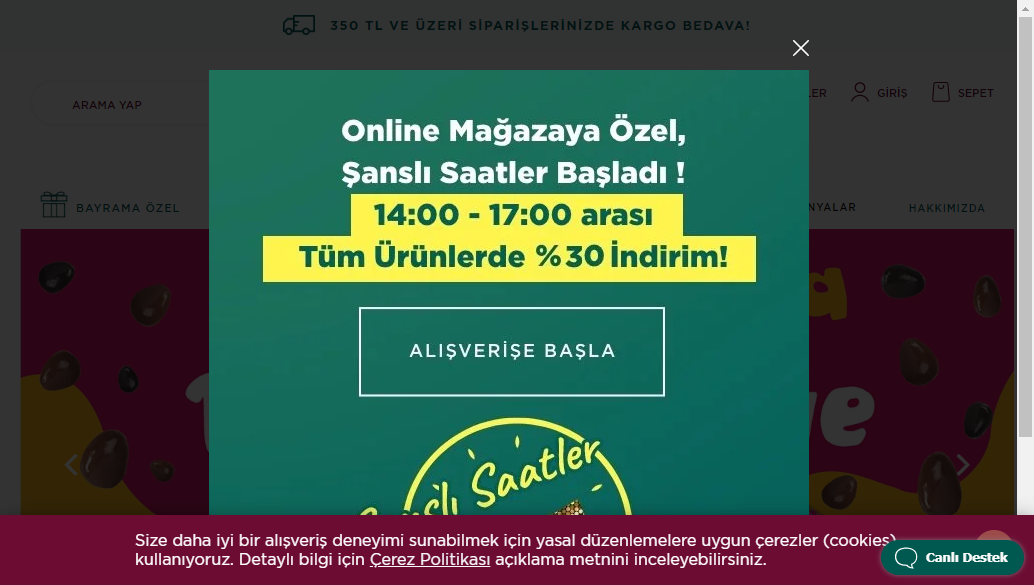 350 TL VE ÜZERİ SİPARİŞLERİNİZDE KARGO BEDAVA!
ARAMA YAP
GİRİŞ
SEPET
Online Mağazaya Özel,
Şanslı Saatler Başladı !
14:00 - 17:00 arası
Tüm Ürünlerde %30 İndirim!
BAYRAMA ÖZEL
HAKKIMIZDA
ALIŞVERİŞE BAŞLA
Şanslı Saatler
Size daha iyi bir alışveriş deneyimi sunabilmek için yasal düzenlemelere uygun çerezler (cookies)
kullanıyoruz. Detaylı bilgi için Çerez Politikası açıklama metnini inceleyebilirsiniz.
Canlı Destek